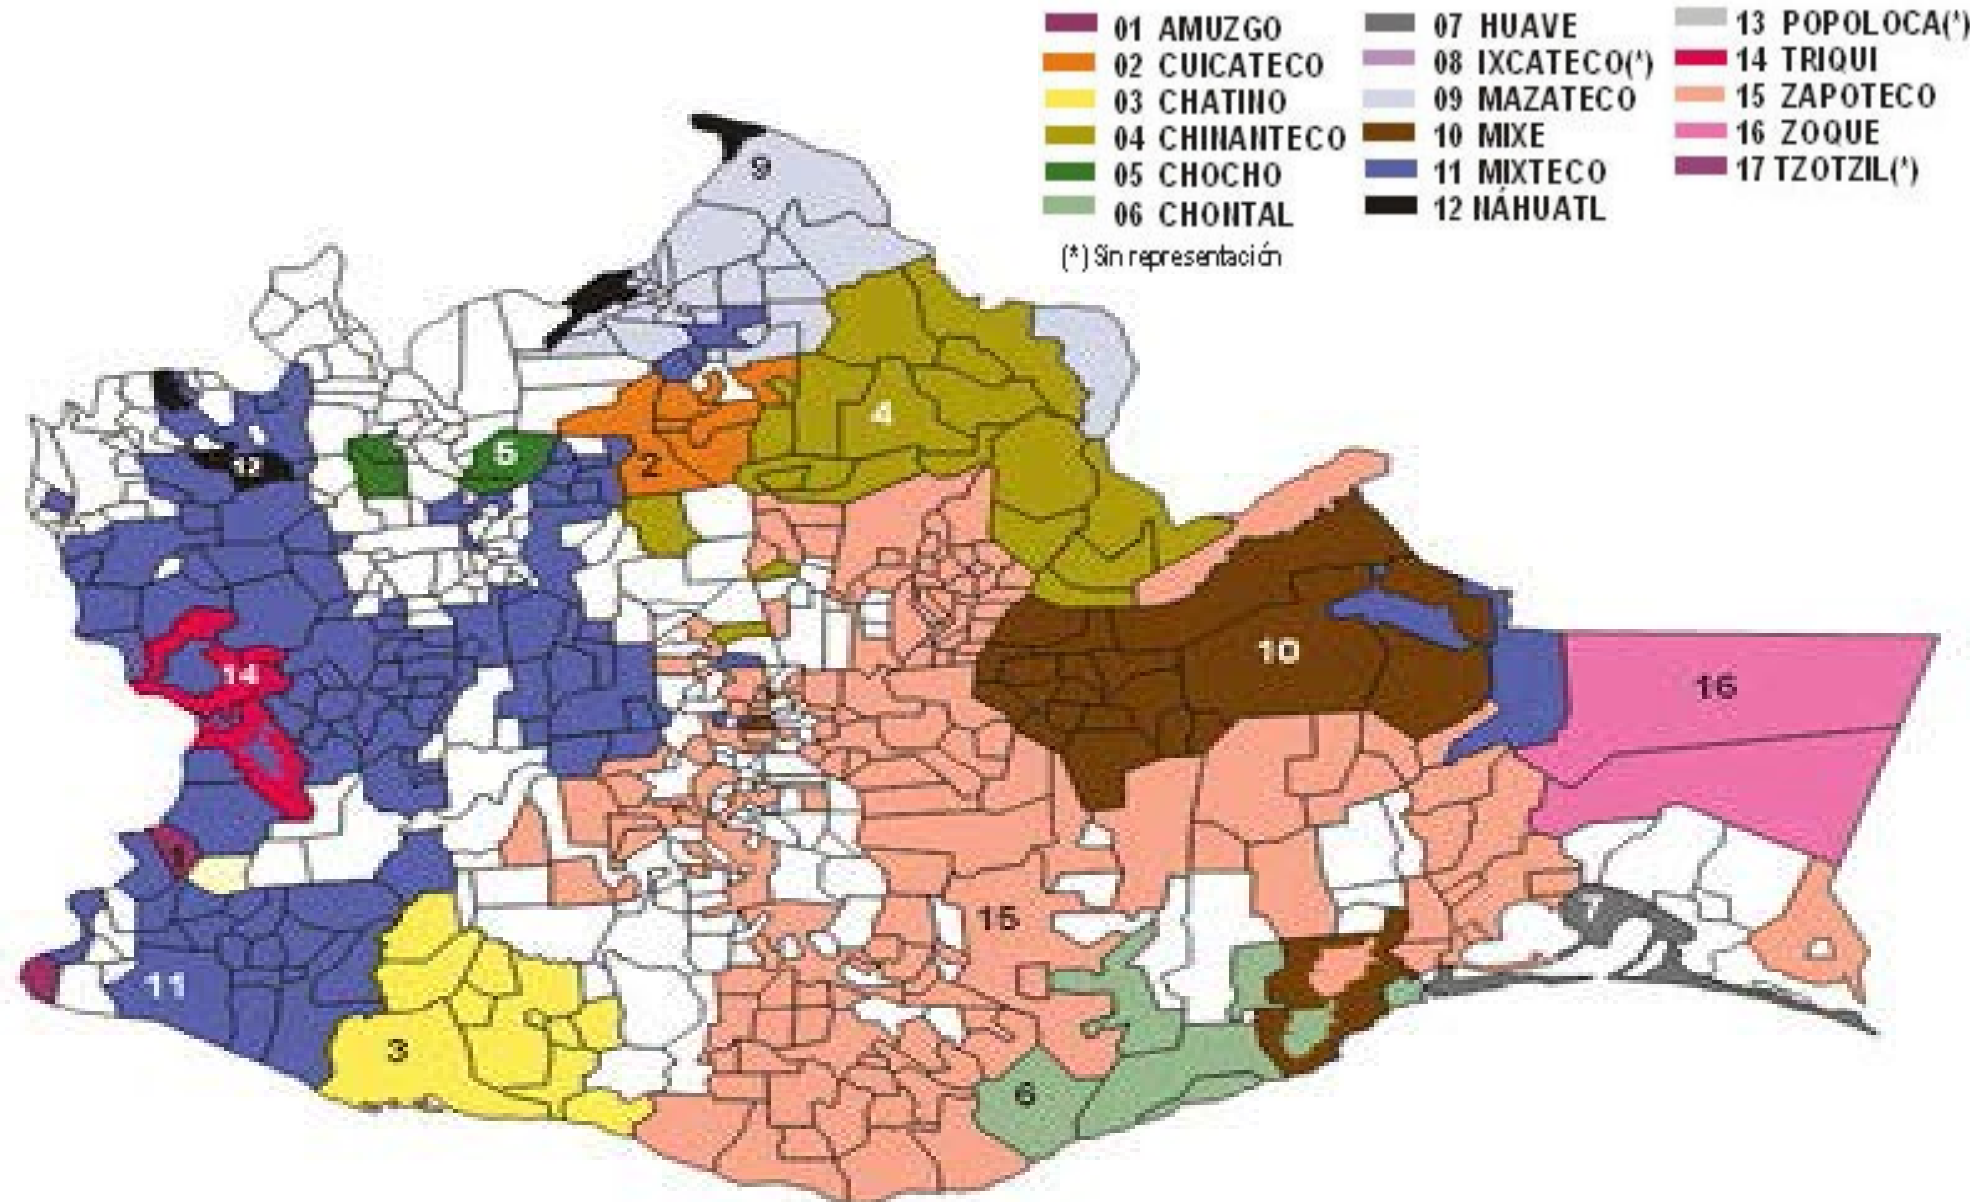 01 AMUZGO
02 CUICATECO
03 CHATINO
04 CHINANTECO
05 CHOCHO
06 CHONTAL
(*) Sin representación
07 HUAVE
08 IXCATECO(*)
09 MAZATECO
10 MIXE
11 MIXTECO
12 NÁHUATL
13 POPOLOCA(*)
14 TRIQUI
15 ZAPOTECO
16 ZOQUE
17 TZOTZIL(*)
9
2
4
5
12
2
14
10
16
15
7
11
3
6